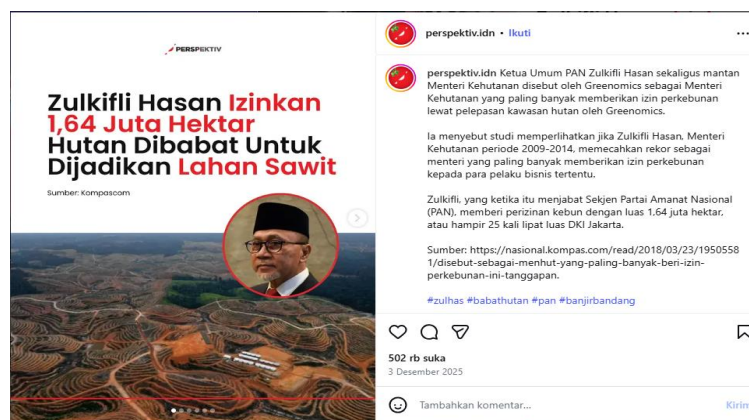 PERSPEKTIV
Zulkifli Hasan Izinkan
1,64 Juta Hektar
Hutan Dibabat Untuk
Dijadikan Lahan Sawit
Sumber: Kompascom
perspektiv.idn • Ikuti
perspektiv.idn Ketua Umum PAN Zulkifli Hasan sekaligus mantan
Menteri Kehutanan disebut oleh Greenomics sebagai Menteri
Kehutanan yang paling banyak memberikan izin perkebunan
lewat pelepasan kawasan hutan oleh Greenomics.
Ia menyebut studi memperlihatkan jika Zulkifli Hasan, Menteri
Kehutanan periode 2009-2014, memecahkan rekor sebagai
menteri yang paling banyak memberikan izin perkebunan
kepada para pelaku bisnis tertentu.
Zulkifli, yang ketika itu menjabat Sekjen Partai Amanat Nasional
(PAN), memberi perizinan kebun dengan luas 1,64 juta hektar,
atau hampir 25 kali lipat luas DKI Jakarta.
Sumber: https://nasional.kompas.com/read/2018/03/23/1950558
1/disebut-sebagai-menhut-yang-paling-banyak-beri-izin-
perkebunan-ini-tanggapan.
#zulhas #babathutan #pan #banjirbandang
502 rb suka
3 Desember 2025
Tambahkan komentar...
Kirim